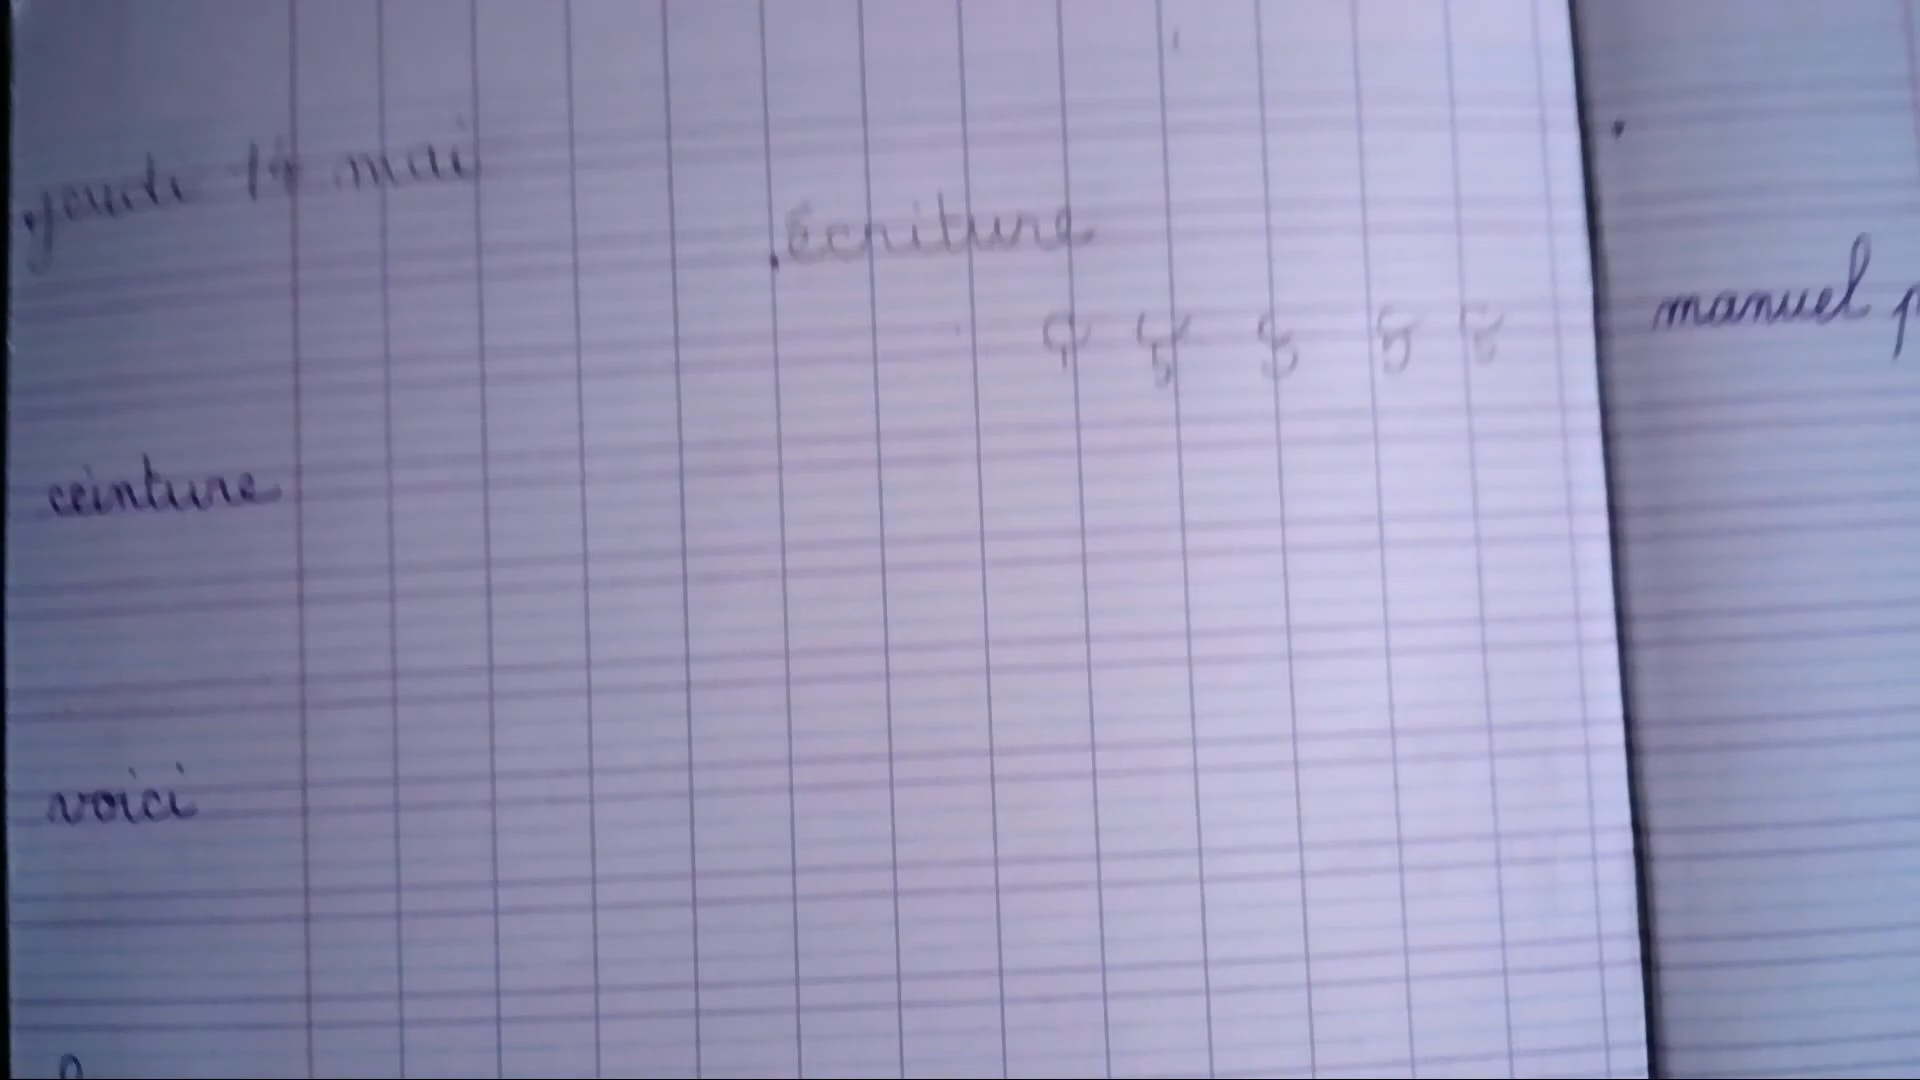 jeudi 14 mai
écriture
ceinture
voici
manuel